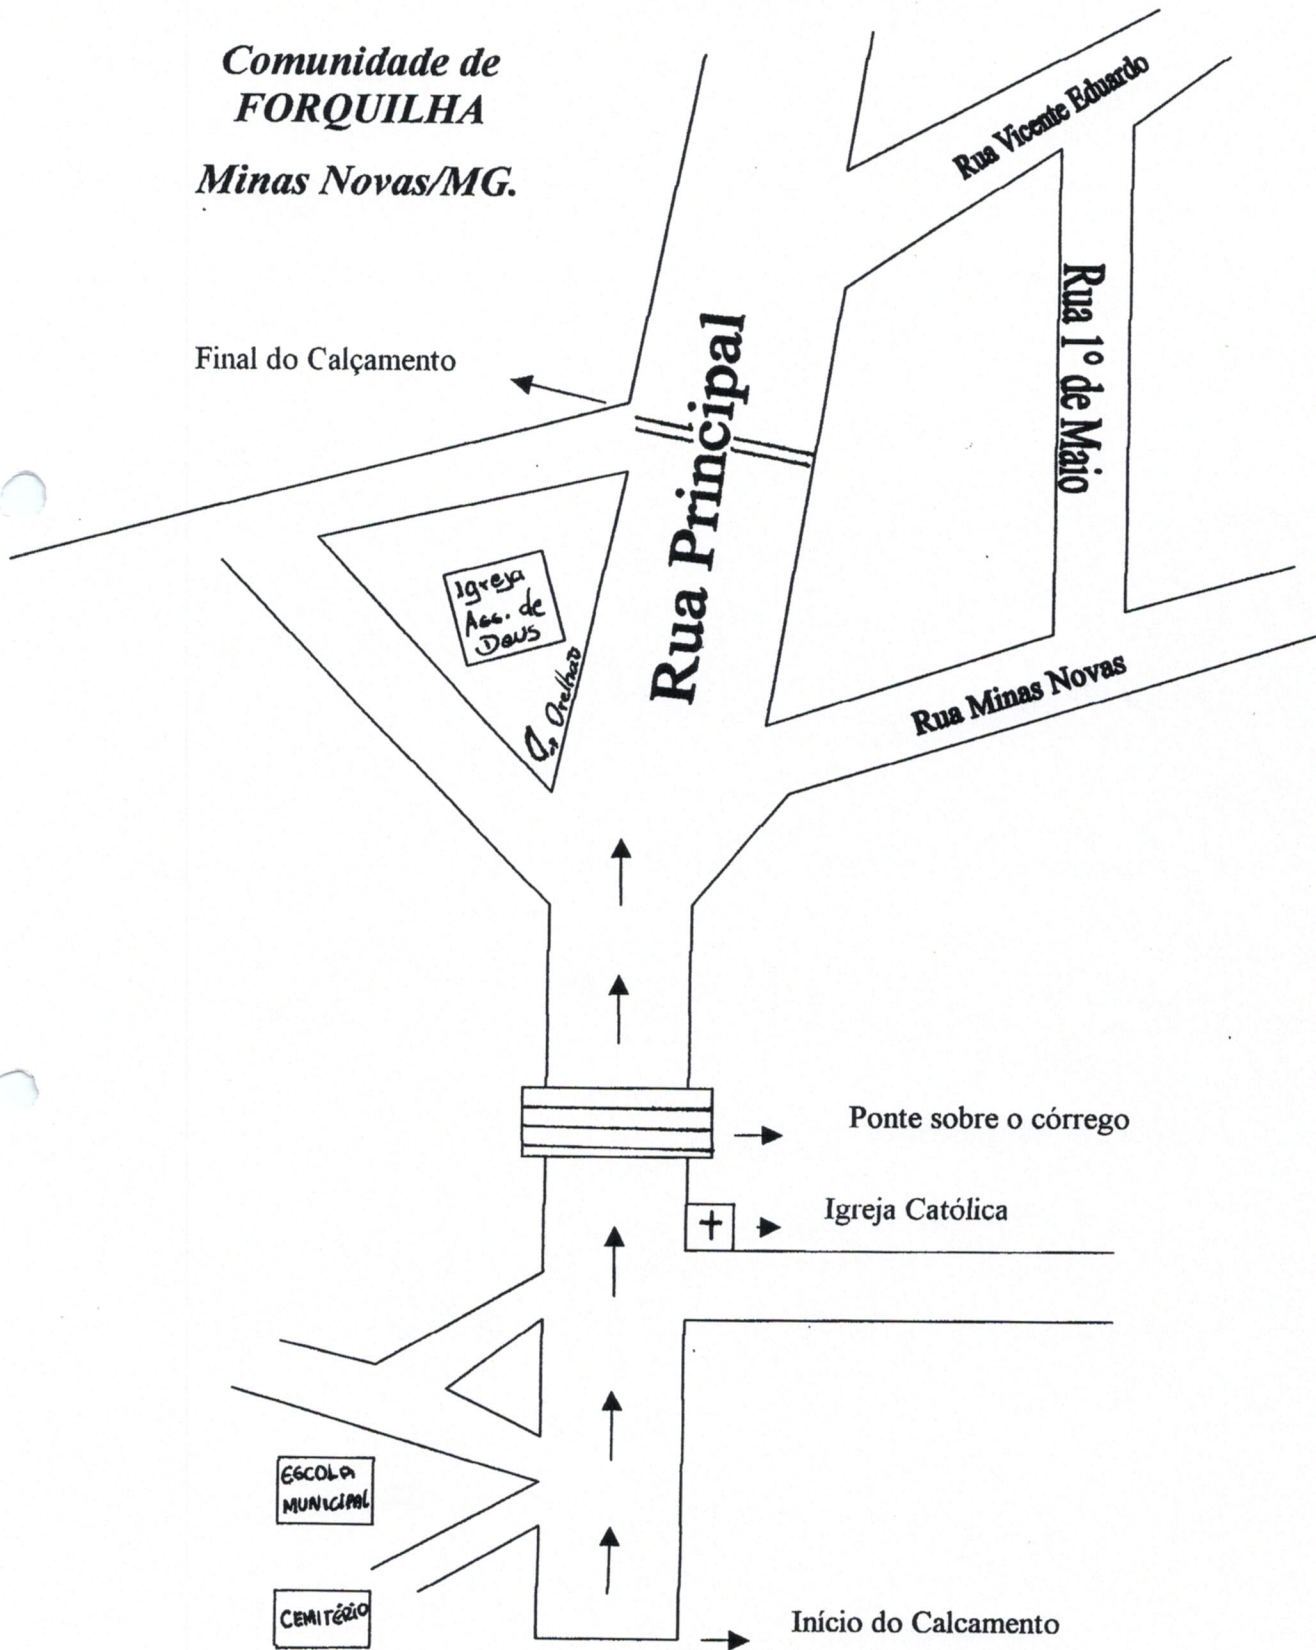 Comunidade de
FORQUILHA
Minas Novas/MG.
Rua Vicente Eduardo
Rua 1º de Maio
Final do Calçamento
Rua Principal
Igreja
Ass. de
Deus
Orelhão
Rua Minas Novas
Ponte sobre o córrego
Igreja Católica
ESCOLA
MUNICIPAL
CEMITÉRIO
Início do Calcamento